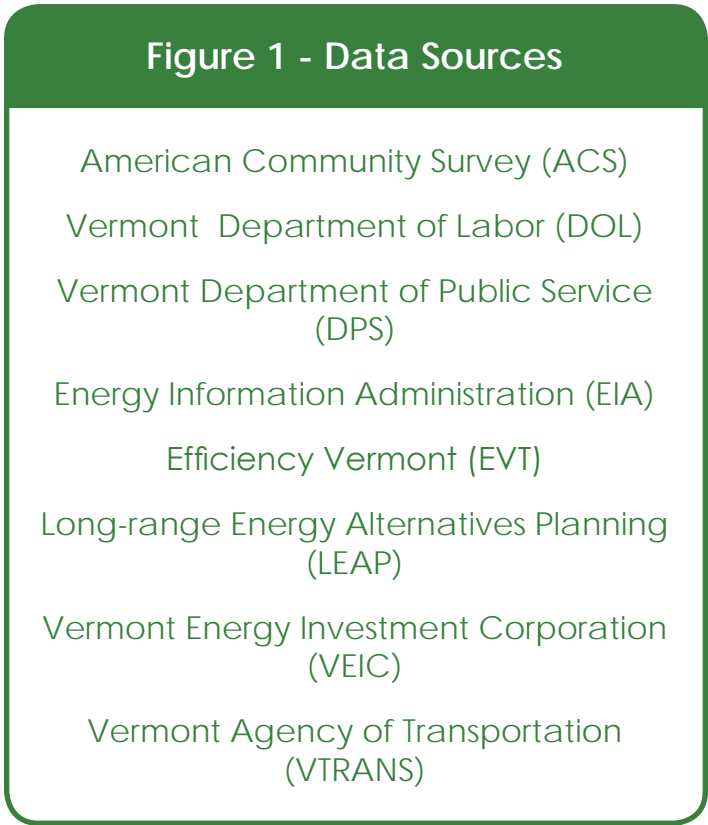 Figure 1 - Data Sources
American Community Survey (ACS)
Vermont  Department of Labor (DOL)
Vermont Department of Public Service
(DPS)
Energy Information Administration (EIA)
Efficiency Vermont (EVT)
Long-range Energy Alternatives Planning
(LEAP)
Vermont Energy Investment Corporation
(VEIC)
Vermont Agency of Transportation
(VTRANS)